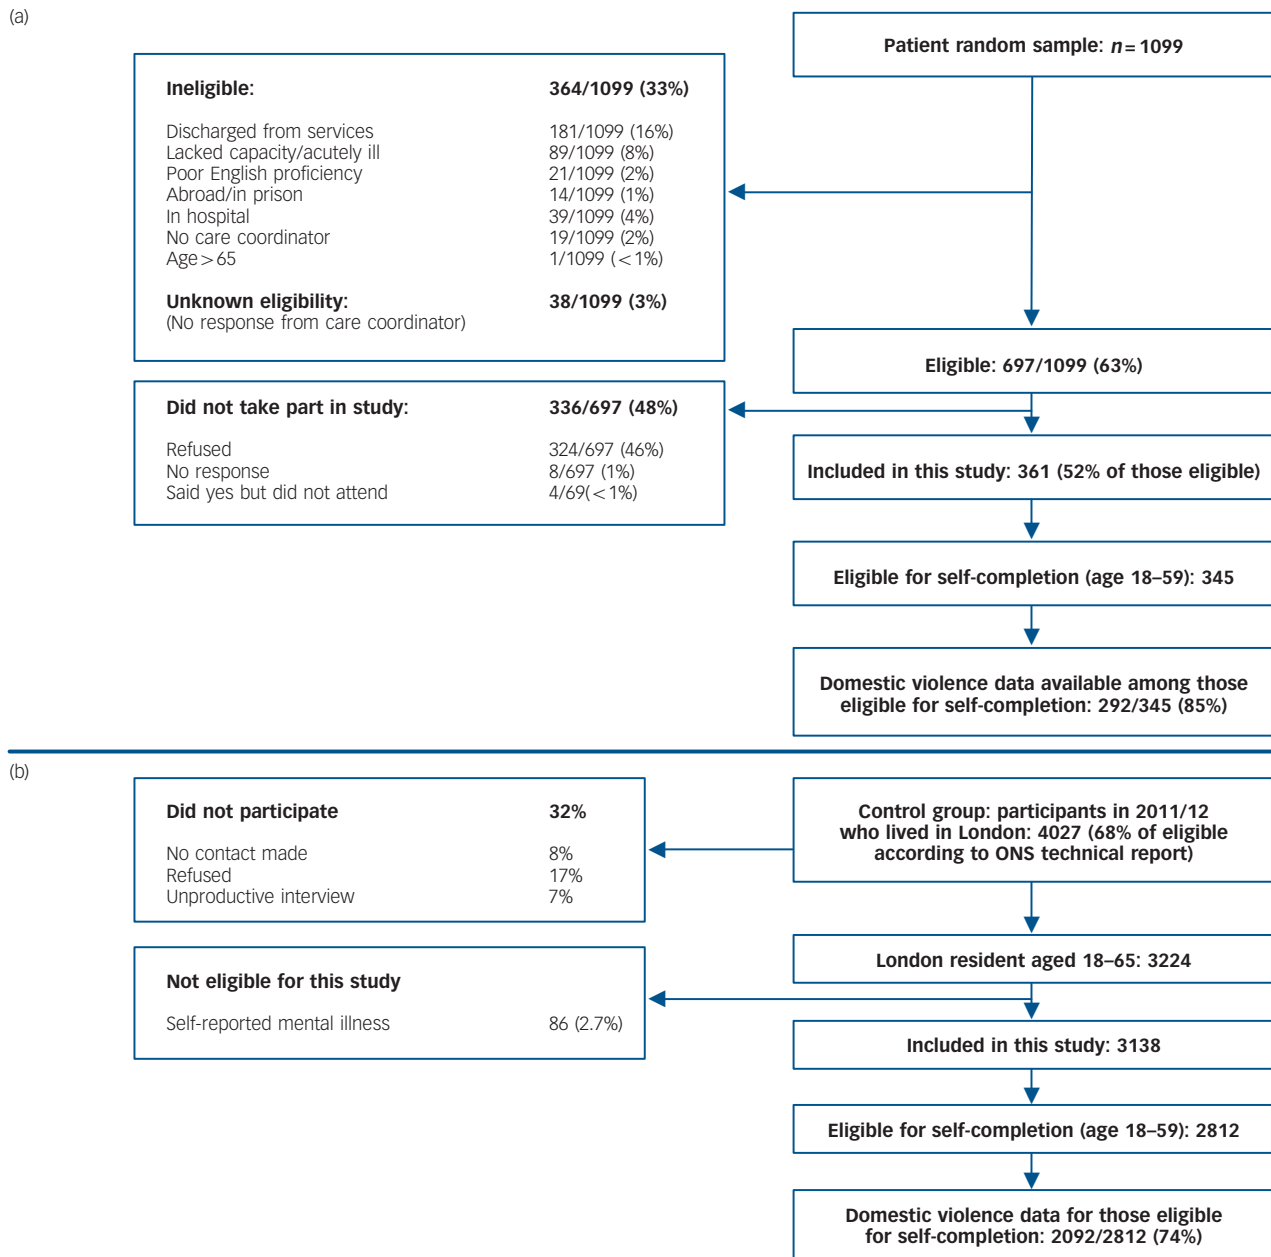 (a)
Patient random sample: n = 1099
Ineligible: 364/1099 (33%)
Discharged from services 181/1099 (16%)
Lacked capacity/acutely ill 89/1099 (8%)
Poor English proficiency 21/1099 (2%)
Abroad/in prison 14/1099 (1%)
In hospital 39/1099 (4%)
No care coordinator 19/1099 (2%)
Age > 65 1/1099 (< 1%)
Unknown eligibility: 38/1099 (3%)
(No response from care coordinator)
Eligible: 697/1099 (63%)
Did not take part in study: 336/697 (48%)
Refused 324/697 (46%)
No response 8/697 (1%)
Said yes but did not attend 4/69(< 1%)
Included in this study: 361 (52% of those eligible)
Eligible for self-completion (age 18–59): 345
Domestic violence data available among those
eligible for self-completion: 292/345 (85%)
(b)
Did not participate 32%
No contact made 8%
Refused 17%
Unproductive interview 7%
Control group: participants in 2011/12
who lived in London: 4027 (68% of eligible
according to ONS technical report)
London resident aged 18–65: 3224
Not eligible for this study
Self-reported mental illness 86 (2.7%)
Included in this study: 3138
Eligible for self-completion (age 18–59): 2812
Domestic violence data for those eligible
for self-completion: 2092/2812 (74%)